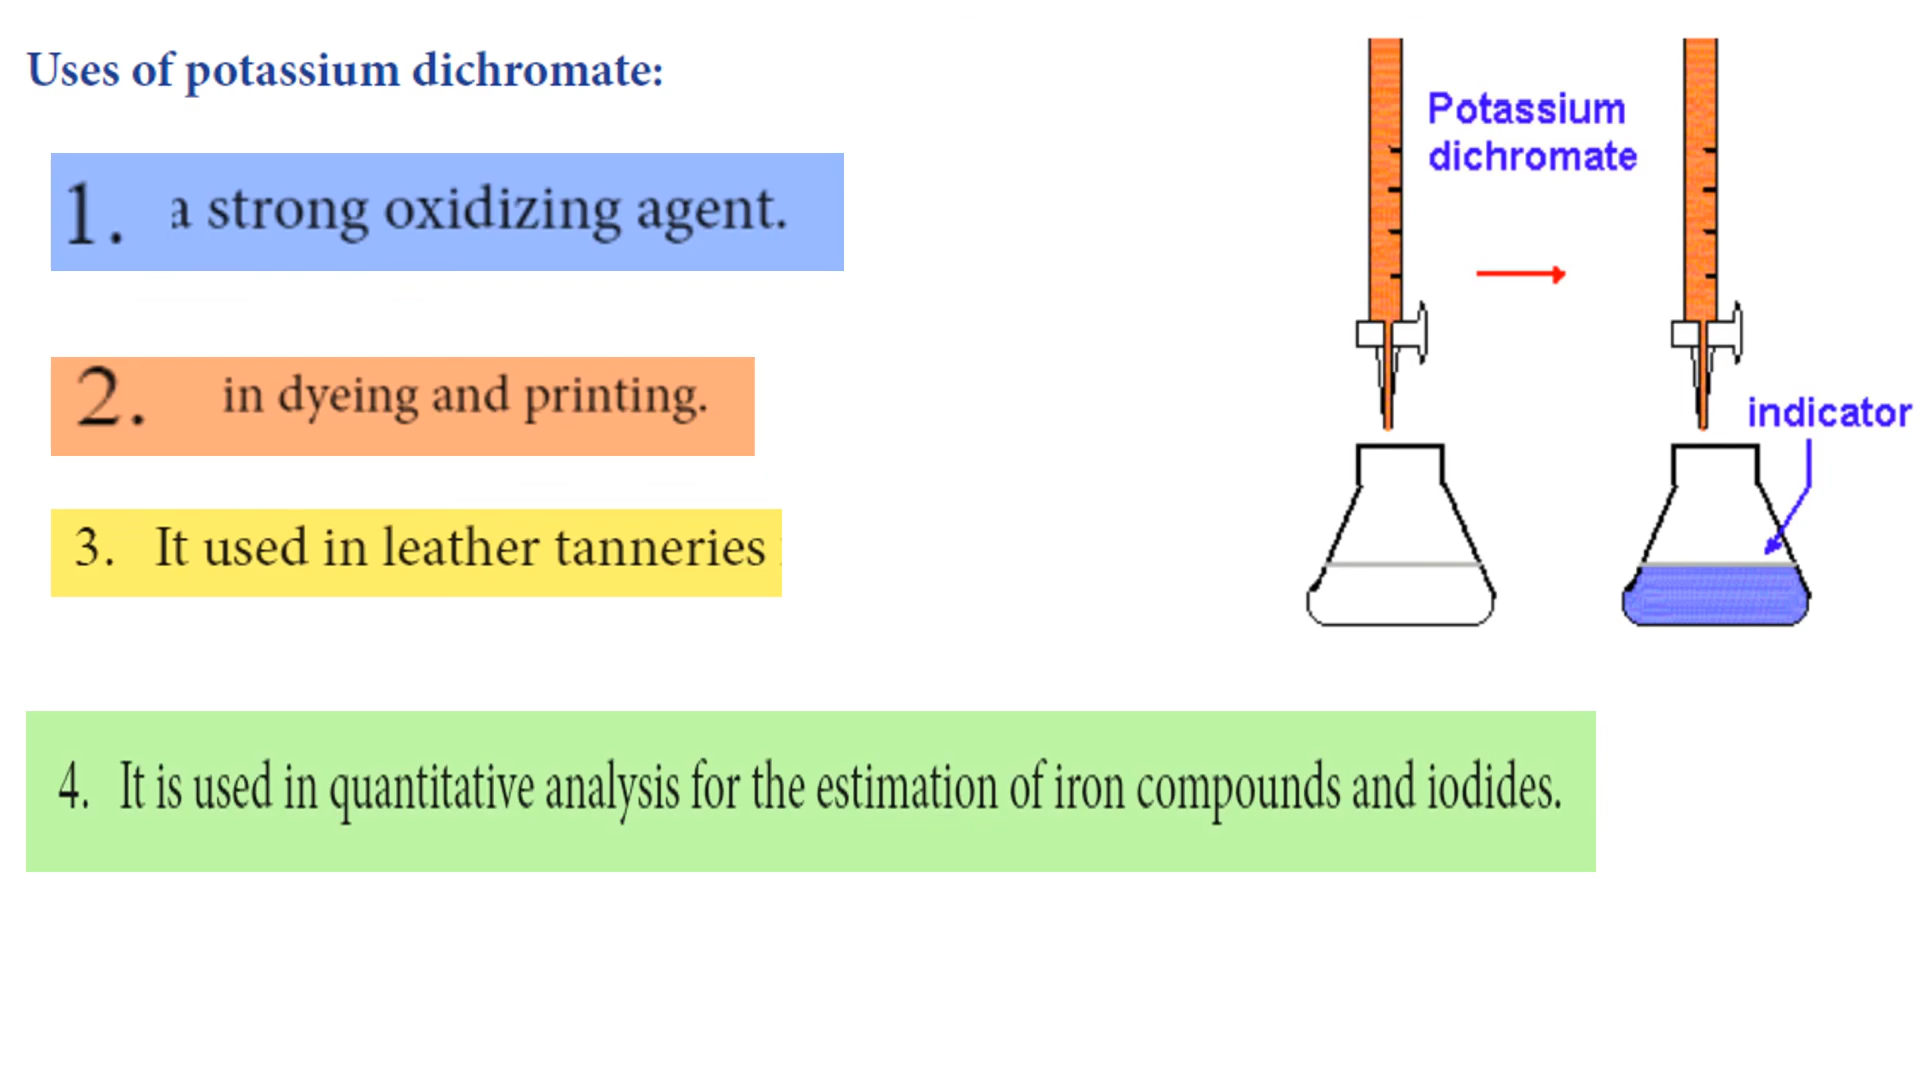 Uses of potassium dichromate:
1. a strong oxidizing agent.
2. in dyeing and printing.
3. It used in leather tanneries
4. It is used in quantitative analysis for the estimation of iron compounds and iodides.
Potassium
dichromate
indicator